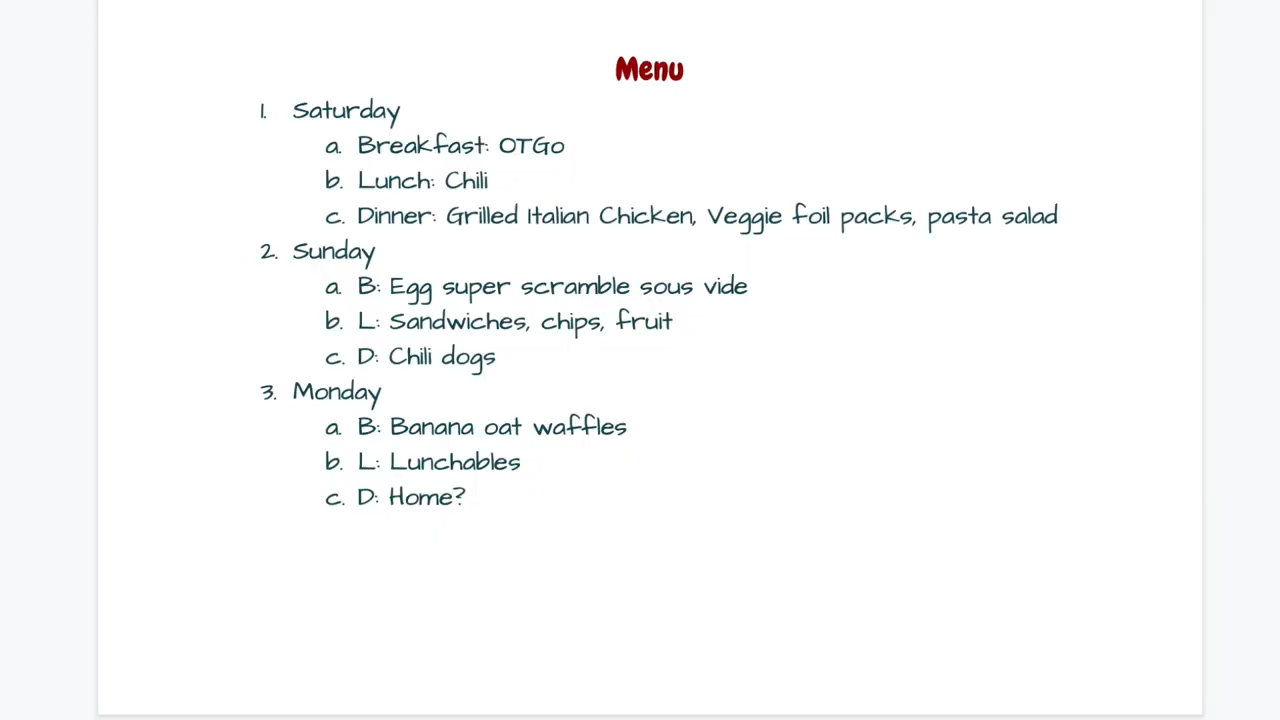 Menu
1. Saturday
a. Breakfast: OTGo
b. Lunch: Chili
c. Dinner: Grilled Italian Chicken, Veggie foil packs, pasta salad
2. Sunday
a. B: Egg super scramble sous vide
b. L: Sandwiches, chips, fruit
c. D: Chili dogs
3. Monday
a. B: Banana oat waffles
b. L: Lunchables
c. D: Home?